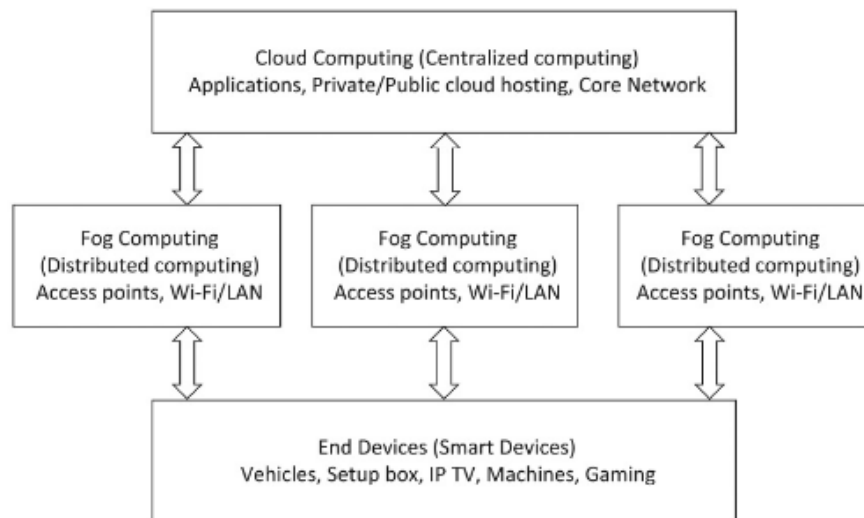 Cloud Computing (Centralized computing)
Applications, Private/Public cloud hosting, Core Network
Fog Computing
(Distributed computing)
Access points, Wi-Fi/LAN
Fog Computing
(Distributed computing)
Access points, Wi-Fi/LAN
Fog Computing
(Distributed computing)
Access points, Wi-Fi/LAN
End Devices (Smart Devices)
Vehicles, Setup box, IP TV, Machines, Gaming